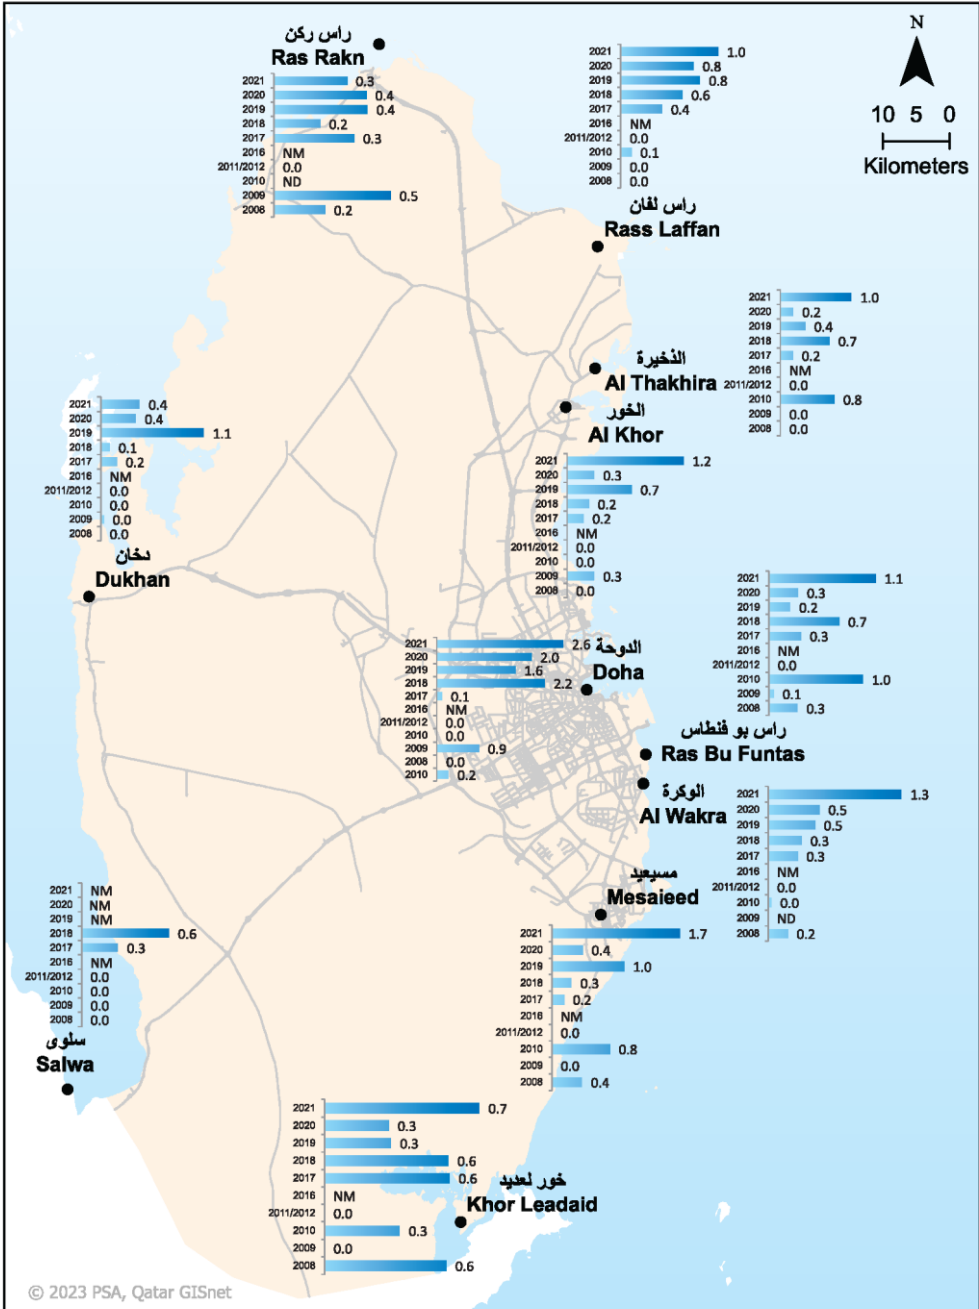 راس ركن
Ras Rakn
2021 0.3
2020 0.4
2019 0.4
2018 0.2
2017 0.3
2016 NM
2011/2012 0.0
2010 ND
2009 0.5
2008 0.2
2021 1.0
2020 0.8
2019 0.8
2018 0.6
2017 0.4
2016 NM
2011/2012 0.0
2010 0.1
2009 0.0
2008 0.0
راس لفان
Rass Laffan
N
10 5 0
Kilometers
2021 1.0
2020 0.2
2019 0.4
2018 0.7
2017 0.2
2016 NM
2011/2012 0.0
2010 0.8
2009 0.0
2008 0.0
الذخيرة
Al Thakhira
الخور
Al Khor
2021 1.2
2020 0.3
2019 0.7
2018 0.2
2017 0.2
2016 NM
2011/2012 0.0
2010 0.0
2009 0.3
2008 0.0
2021 0.4
2020 0.4
2019 1.1
2018 0.1
2017 0.2
2016 NM
2011/2012 0.0
2010 0.0
2009 0.0
2008 0.0
دخان
Dukhan
2021 2.6
2020 2.0
2019 1.6
2018 2.2
2017 0.1
2016 NM
2011/2012 0.0
2010 0.0
2009 0.9
2008 0.0
2010 0.2
الدوحة
Doha
2021 1.1
2020 0.3
2019 0.2
2018 0.7
2017 0.3
2016 NM
2011/2012 0.0
2010 1.0
2009 0.1
2008 0.3
راس بو فنطاس
Ras Bu Funtas
الوكرة
Al Wakra
2021 1.3
2020 0.5
2019 0.5
2018 0.3
2017 0.3
2016 NM
2011/2012 0.0
2010 0.0
2009 ND
2008 0.2
مسيعيد
Mesaieed
2021 1.7
2020 0.4
2019 1.0
2018 0.3
2017 0.2
2016 NM
2011/2012 0.0
2010 0.8
2009 0.0
2008 0.4
2021 NM
2020 NM
2019 NM
2018 0.6
2017 0.3
2016 NM
2011/2012 0.0
2010 0.0
2009 0.0
2008 0.0
سلوى
Salwa
2021 0.7
2020 0.3
2019 0.3
2018 0.6
2017 0.6
2016 NM
2011/2012 0.0
2010 0.3
2009 0.0
2008 0.6
خور لعديد
Khor Leadaid
© 2023 PSA, Qatar GISnet